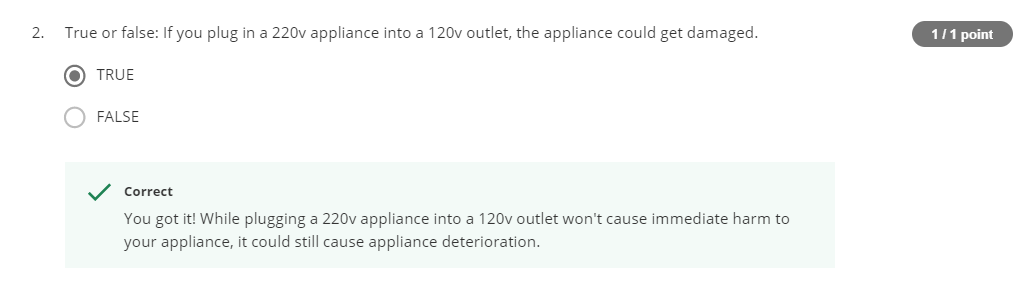 2. True or false: If you plug in a 220v appliance into a 120v outlet, the appliance could get damaged.
1 / 1 point
TRUE
FALSE
Correct
You got it! While plugging a 220v appliance into a 120v outlet won't cause immediate harm to
your appliance, it could still cause appliance deterioration.